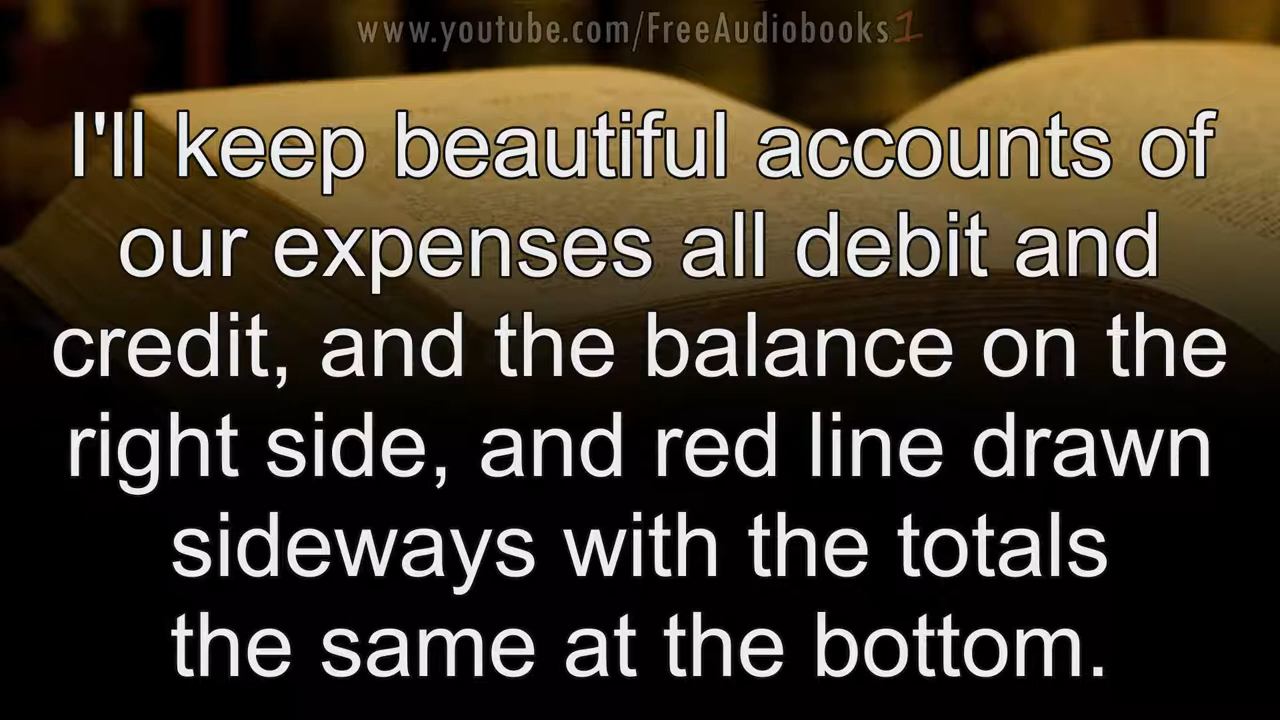 www.youtube.com/FreeAudiobooks1
I'll keep beautiful accounts of
our expenses all debit and
credit, and the balance on the
right side, and red line drawn
sideways with the totals
the same at the bottom.